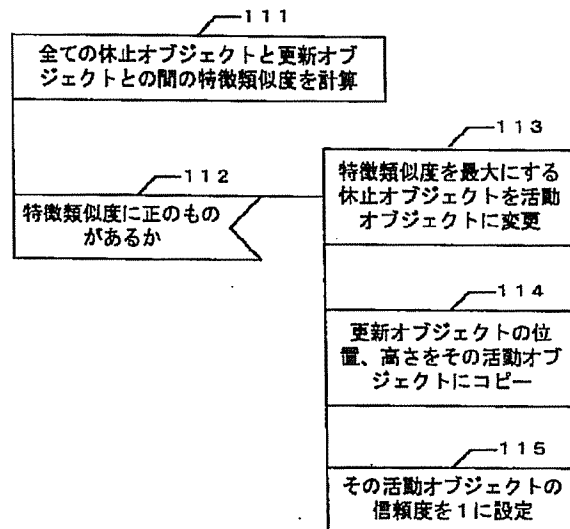 111
全ての休止オブジェクトと更新オブ
ジェクトとの間の特徴類似度を計算
112
特徴類似度に正のもの
があるか
113
特徴類似度を最大にする
休止オブジェクトを活動
オブジェクトに変更
114
更新オブジェクトの位
置、高さをその活動オブ
ジェクトにコピー
115
その活動オブジェクトの
信頼度を1に設定